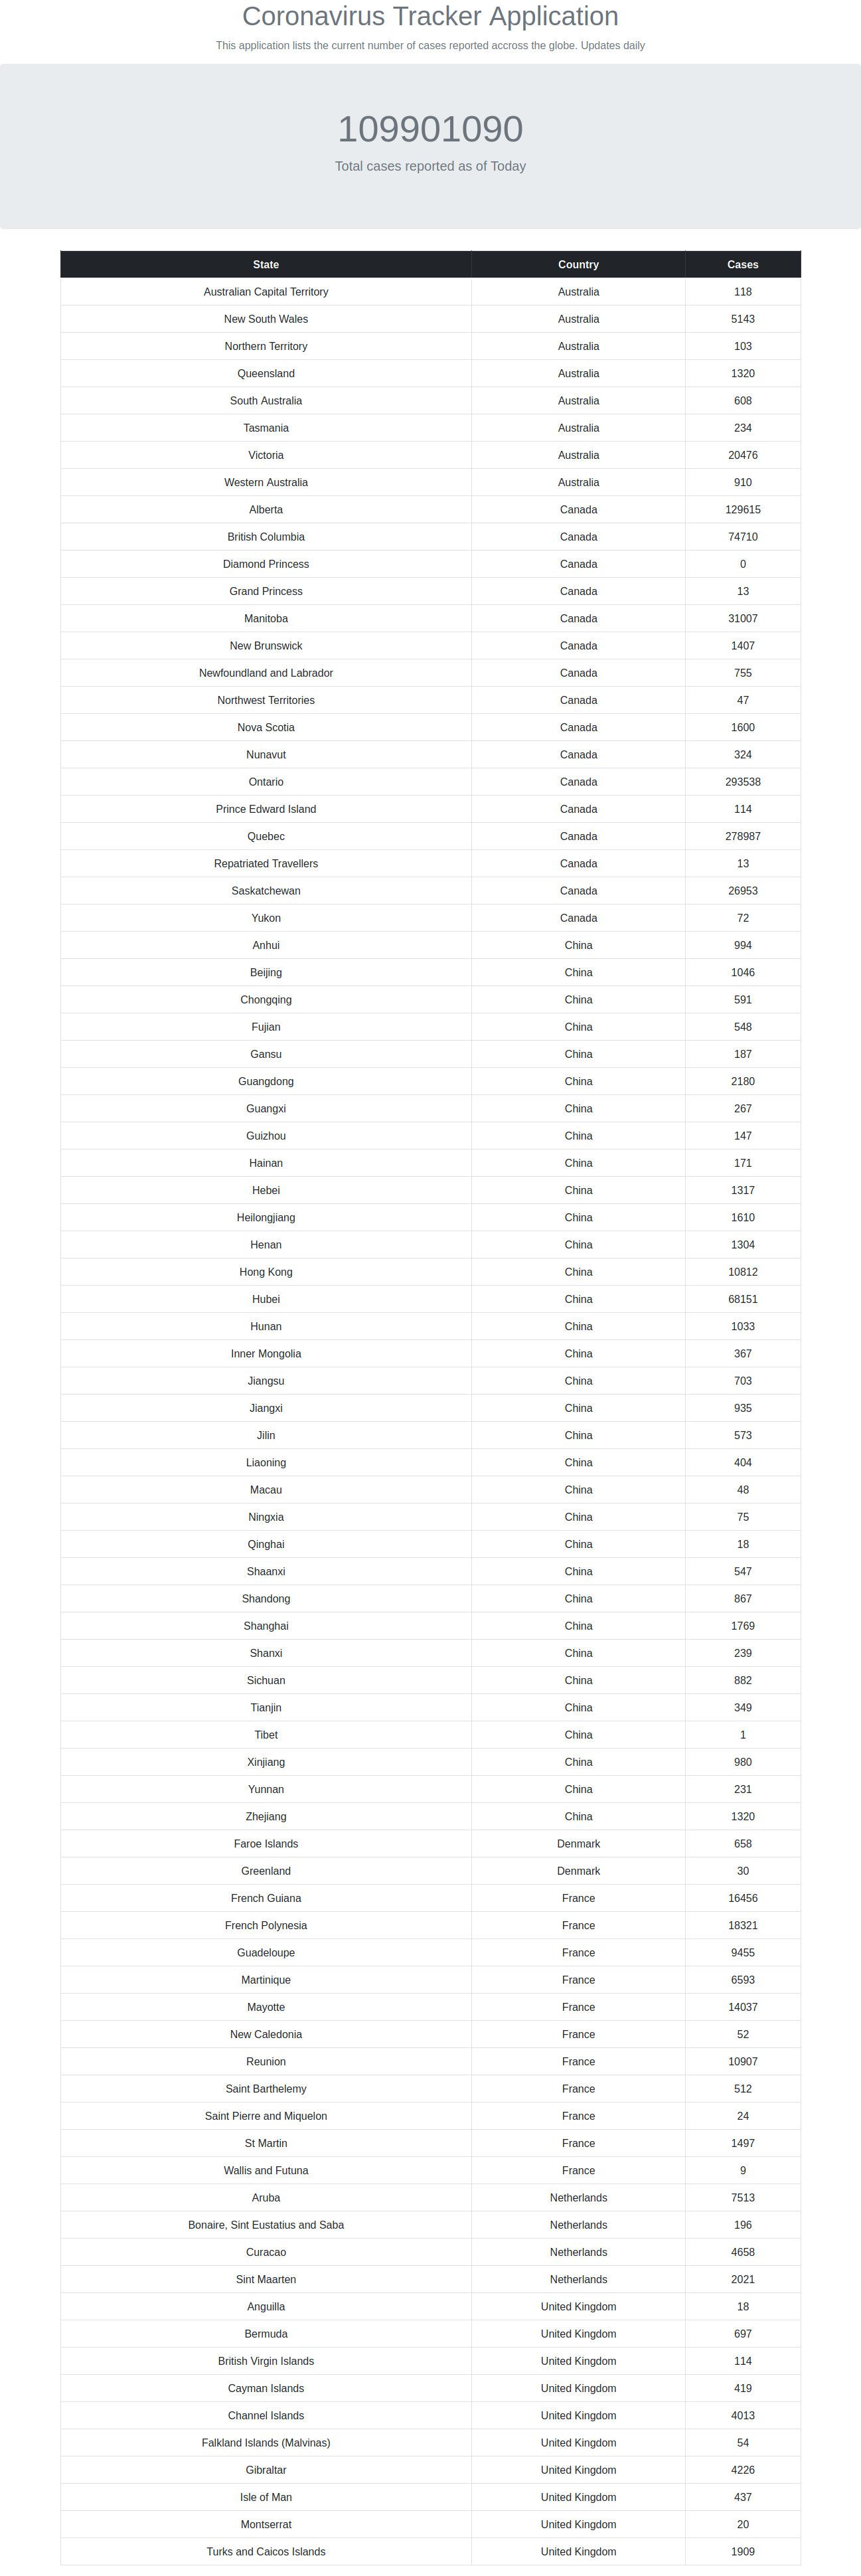 Coronavirus Tracker Application
This application lists the current number of cases reported accross the globe. Updates daily
109901090
Total cases reported as of Today
State Country Cases
Australian Capital Territory Australia 118
New South Wales Australia 5143
Northern Territory Australia 103
Queensland Australia 1320
South Australia Australia 608
Tasmania Australia 234
Victoria Australia 20476
Western Australia Australia 910
Alberta Canada 129615
British Columbia Canada 74710
Diamond Princess Canada 0
Grand Princess Canada 13
Manitoba Canada 31007
New Brunswick Canada 1407
Newfoundland and Labrador Canada 755
Northwest Territories Canada 47
Nova Scotia Canada 1600
Nunavut Canada 324
Ontario Canada 293538
Prince Edward Island Canada 114
Quebec Canada 278987
Repatriated Travellers Canada 13
Saskatchewan Canada 26953
Yukon Canada 72
Anhui China 994
Beijing China 1046
Chongqing China 591
Fujian China 548
Gansu China 187
Guangdong China 2180
Guangxi China 267
Guizhou China 147
Hainan China 171
Hebei China 1317
Heilongjiang China 1610
Henan China 1304
Hong Kong China 10812
Hubei China 68151
Hunan China 1033
Inner Mongolia China 367
Jiangsu China 703
Jiangxi China 935
Jilin China 573
Liaoning China 404
Macau China 48
Ningxia China 75
Qinghai China 18
Shaanxi China 547
Shandong China 867
Shanghai China 1769
Shanxi China 239
Sichuan China 882
Tianjin China 349
Tibet China 1
Xinjiang China 980
Yunnan China 231
Zhejiang China 1320
Faroe Islands Denmark 658
Greenland Denmark 30
French Guiana France 16456
French Polynesia France 18321
Guadeloupe France 9455
Martinique France 6593
Mayotte France 14037
New Caledonia France 52
Reunion France 10907
Saint Barthelemy France 512
Saint Pierre and Miquelon France 24
St Martin France 1497
Wallis and Futuna France 9
Aruba Netherlands 7513
Bonaire, Sint Eustatius and Saba Netherlands 196
Curacao Netherlands 4658
Sint Maarten Netherlands 2021
Anguilla United Kingdom 18
Bermuda United Kingdom 697
British Virgin Islands United Kingdom 114
Cayman Islands United Kingdom 419
Channel Islands United Kingdom 4013
Falkland Islands (Malvinas) United Kingdom 54
Gibraltar United Kingdom 4226
Isle of Man United Kingdom 437
Montserrat United Kingdom 20
Turks and Caicos Islands United Kingdom 1909